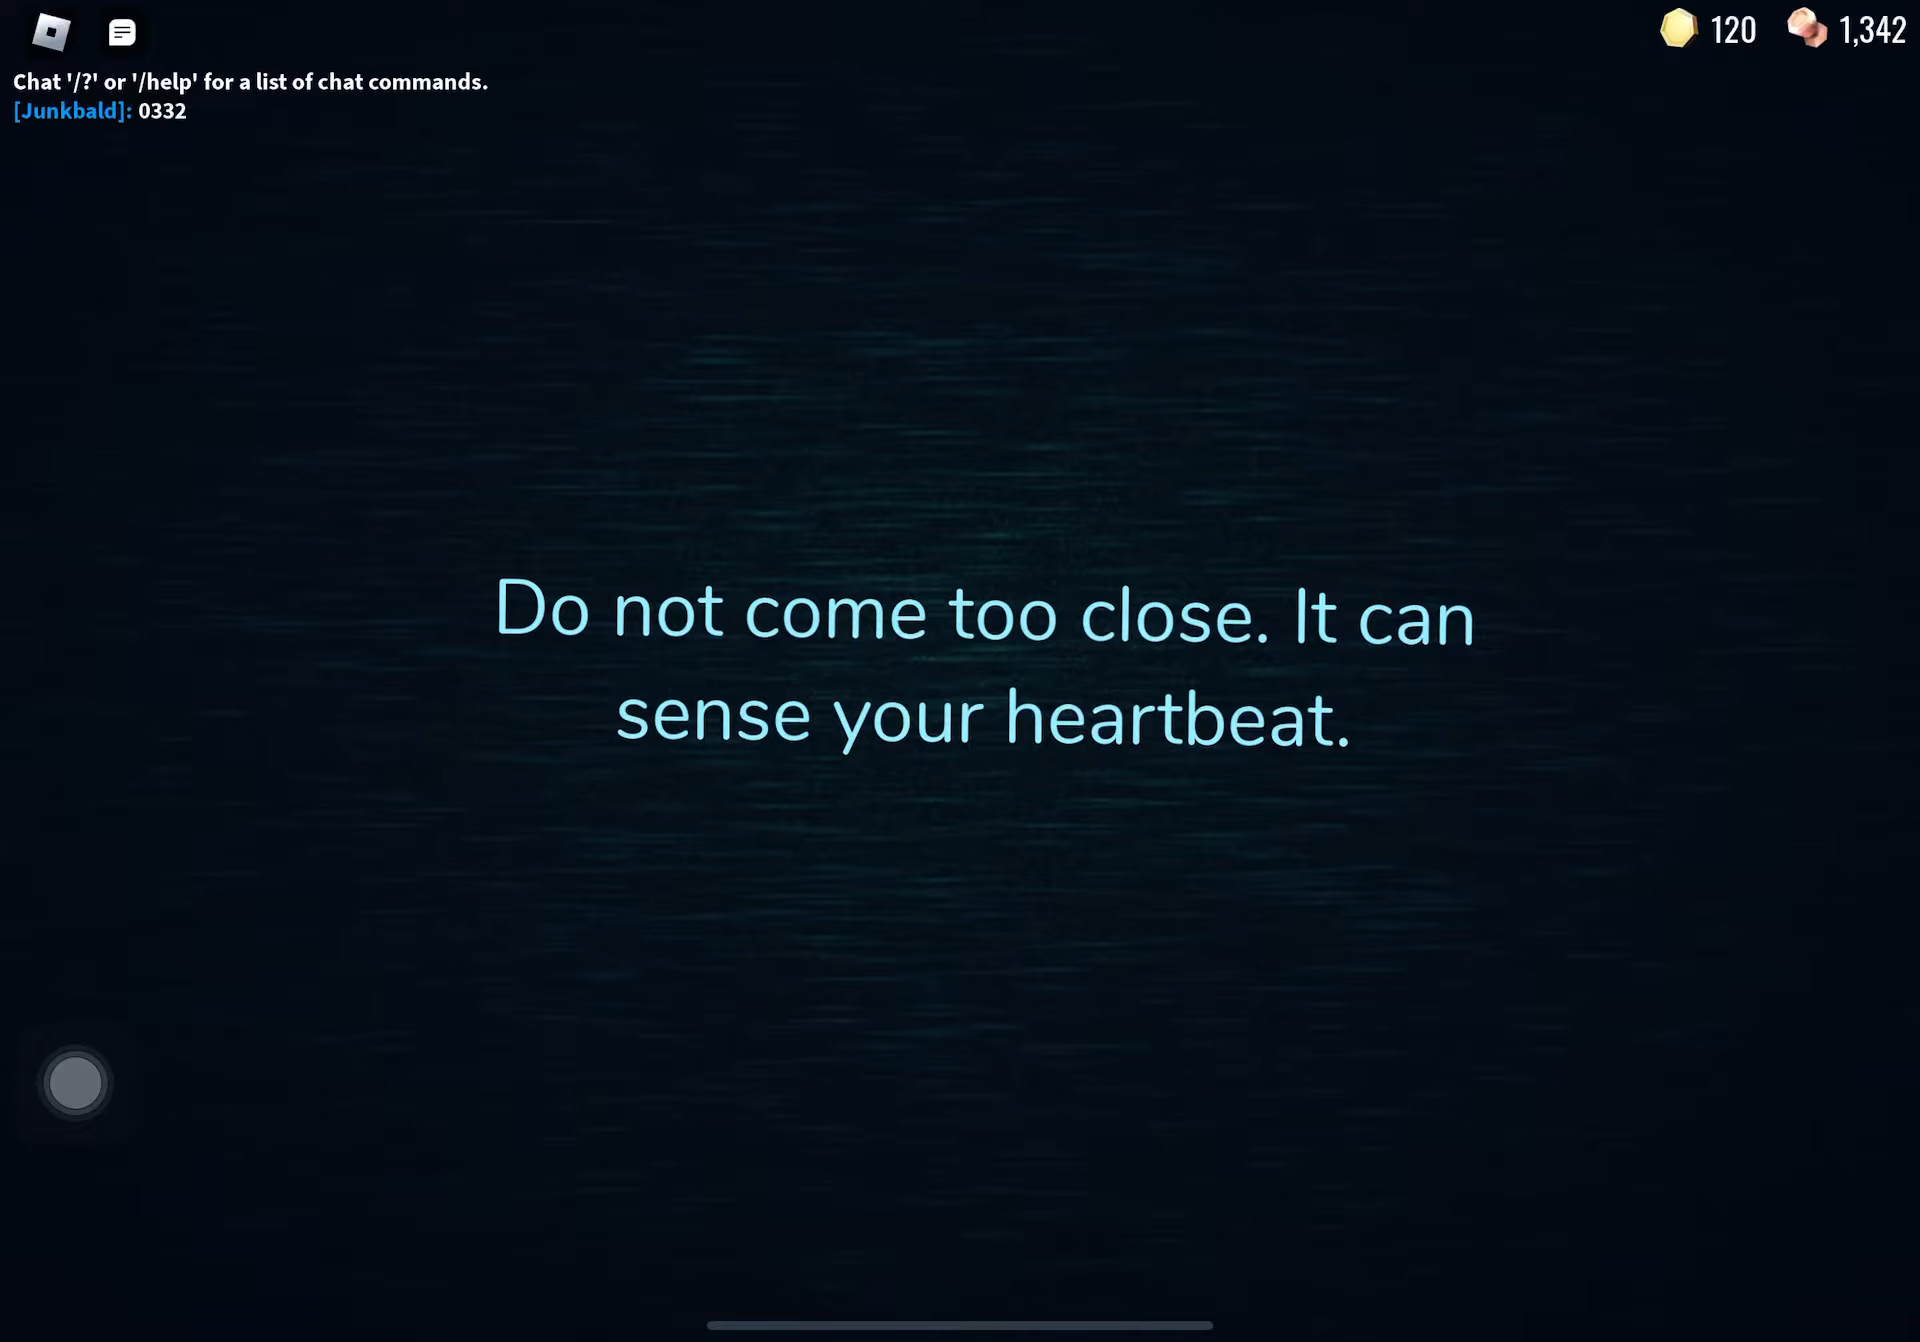 120
1,342
Chat '/?' or '/help' for a list of chat commands.
[Junkbald]: 0332
Do not come too close. It can
sense your heartbeat.